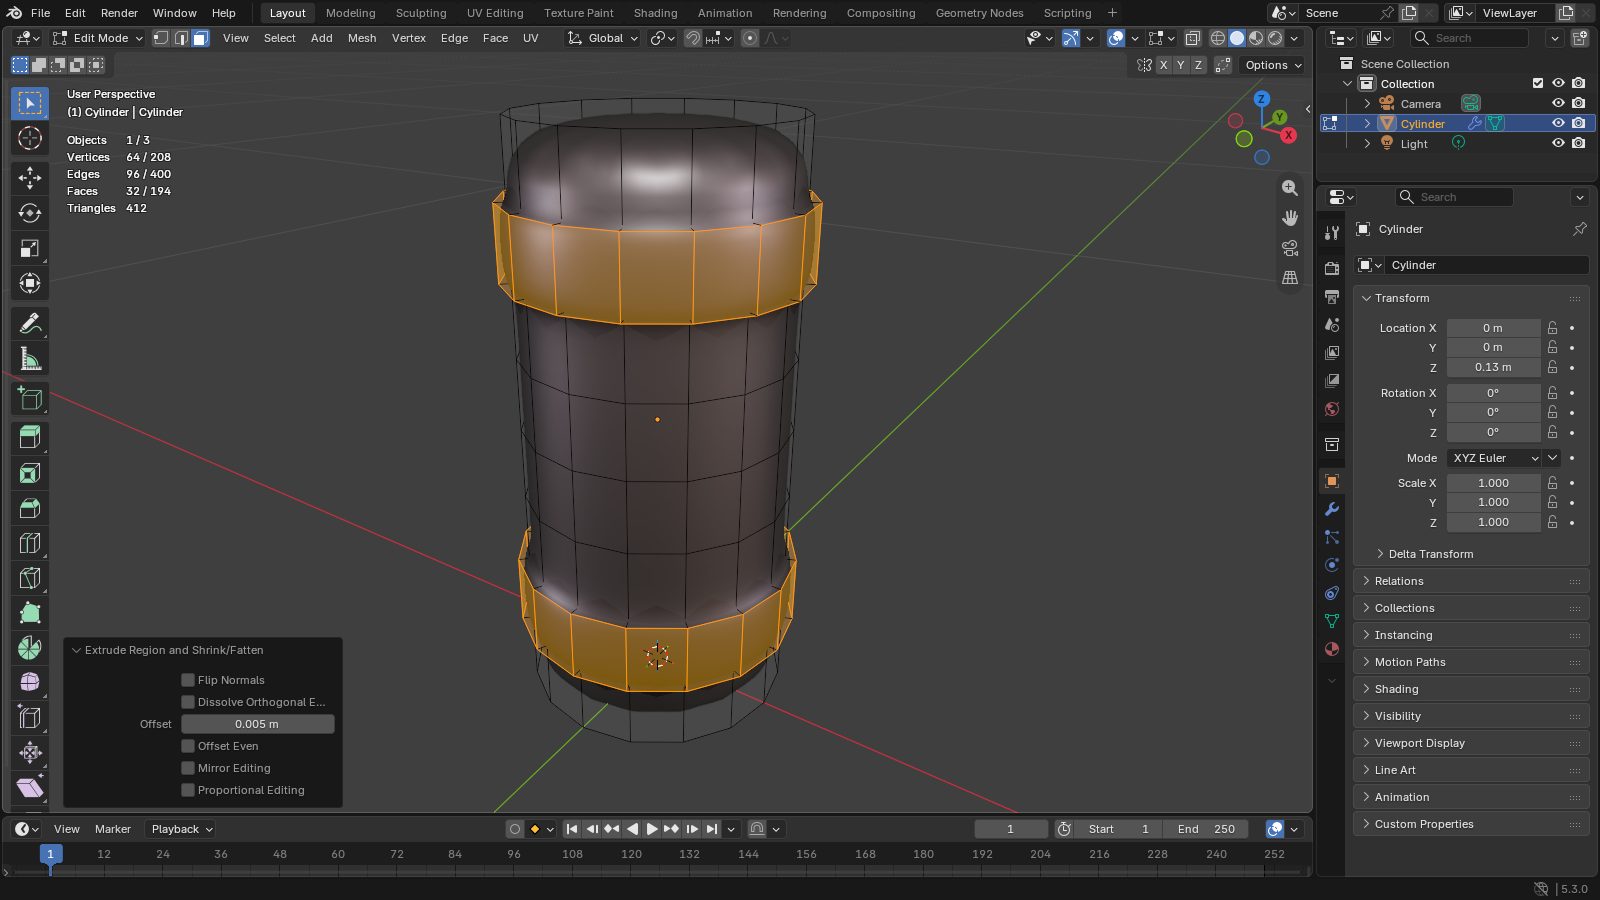 File Edit Render Window Help Layout Modeling Sculpting UV Editing Texture Paint Shading Animation Rendering Compositing Geometry Nodes Scripting + Scene ViewLayer
Edit Mode View Select Add Mesh Vertex Edge Face UV Global Search
X Y Z Options
User Perspective
(1) Cylinder | Cylinder
Objects 1 / 3
Vertices 64 / 208
Edges 96 / 400
Faces 32 / 194
Triangles 412
Z
Y
X
Scene Collection
Collection
Camera
Cylinder
Light
Search
Cylinder
Cylinder
Transform
Location X 0 m
Y 0 m
Z 0.13 m
Rotation X 0°
Y 0°
Z 0°
Mode XYZ Euler
Scale X 1.000
Y 1.000
Z 1.000
Delta Transform
Relations
Collections
Instancing
Motion Paths
Shading
Visibility
Viewport Display
Line Art
Animation
Custom Properties
Extrude Region and Shrink/Fatten
Flip Normals
Dissolve Orthogonal E...
Offset 0.005 m
Offset Even
Mirror Editing
Proportional Editing
View Marker Playback 1 Start 1 End 250
1 12 24 36 48 60 72 84 96 108 120 132 144 156 168 180 192 204 216 228 240 252
5.3.0